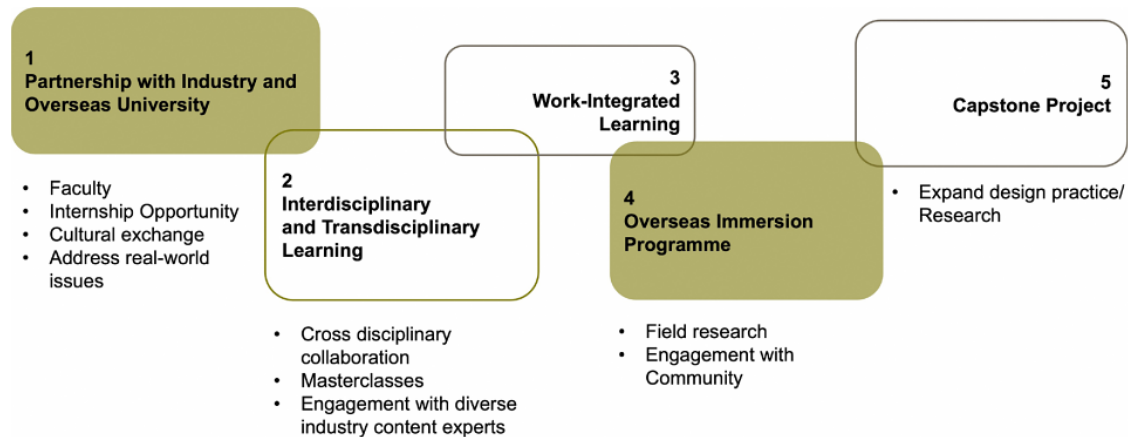 1
Partnership with Industry and
Overseas University
• Faculty
• Internship Opportunity
• Cultural exchange
• Address real-world
issues
2
Interdisciplinary
and Transdisciplinary
Learning
• Cross disciplinary
collaboration
• Masterclasses
• Engagement with diverse
industry content experts
3
Work-Integrated
Learning
4
Overseas Immersion
Programme
• Field research
• Engagement with
Community
5
Capstone Project
• Expand design practice/
Research